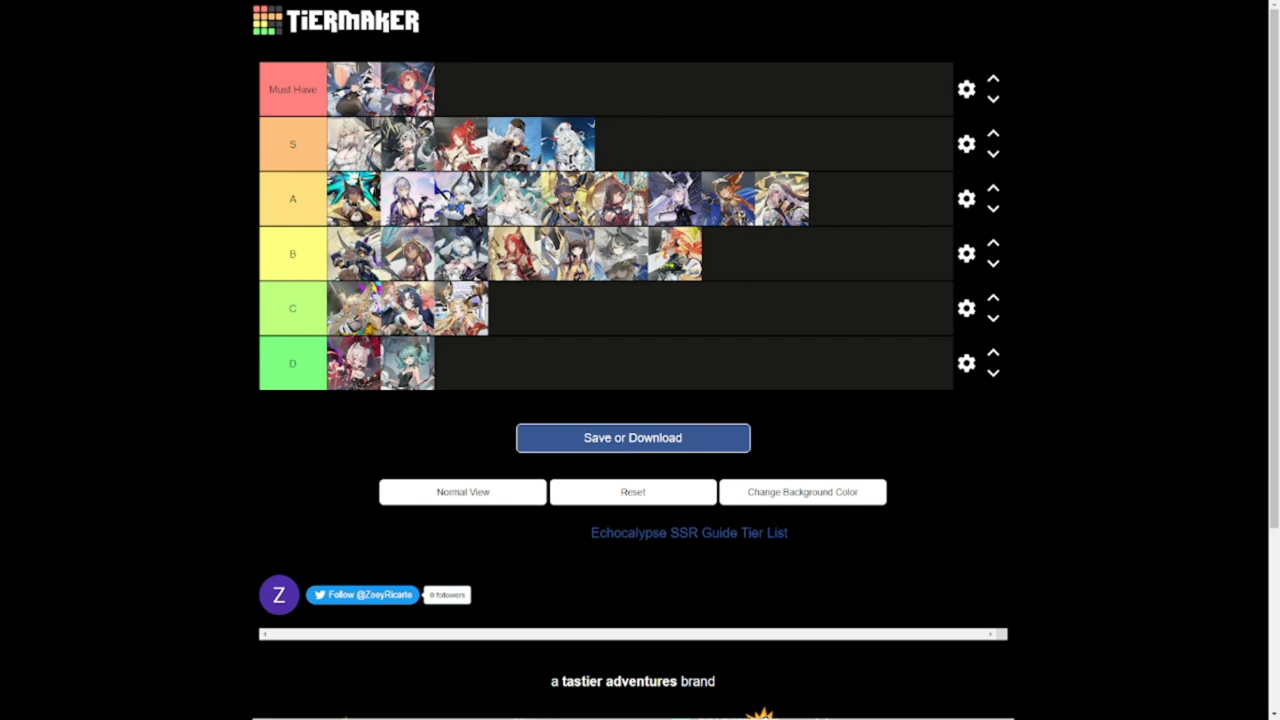 TiERMAKER
Must Have
S
A
B
C
D
Save or Download
Normal View
Reset
Change Background Color
Echocalypse SSR Guide Tier List
Z
Follow @ZoeyRicarte
0 followers
a tastier adventures brand